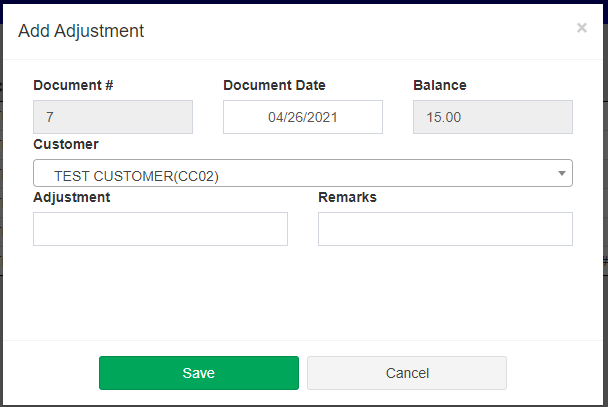 Add Adjustment ×
Document # Document Date Balance
7 04/26/2021 15.00
Customer
TEST CUSTOMER(CC02)
Adjustment Remarks
Save Cancel